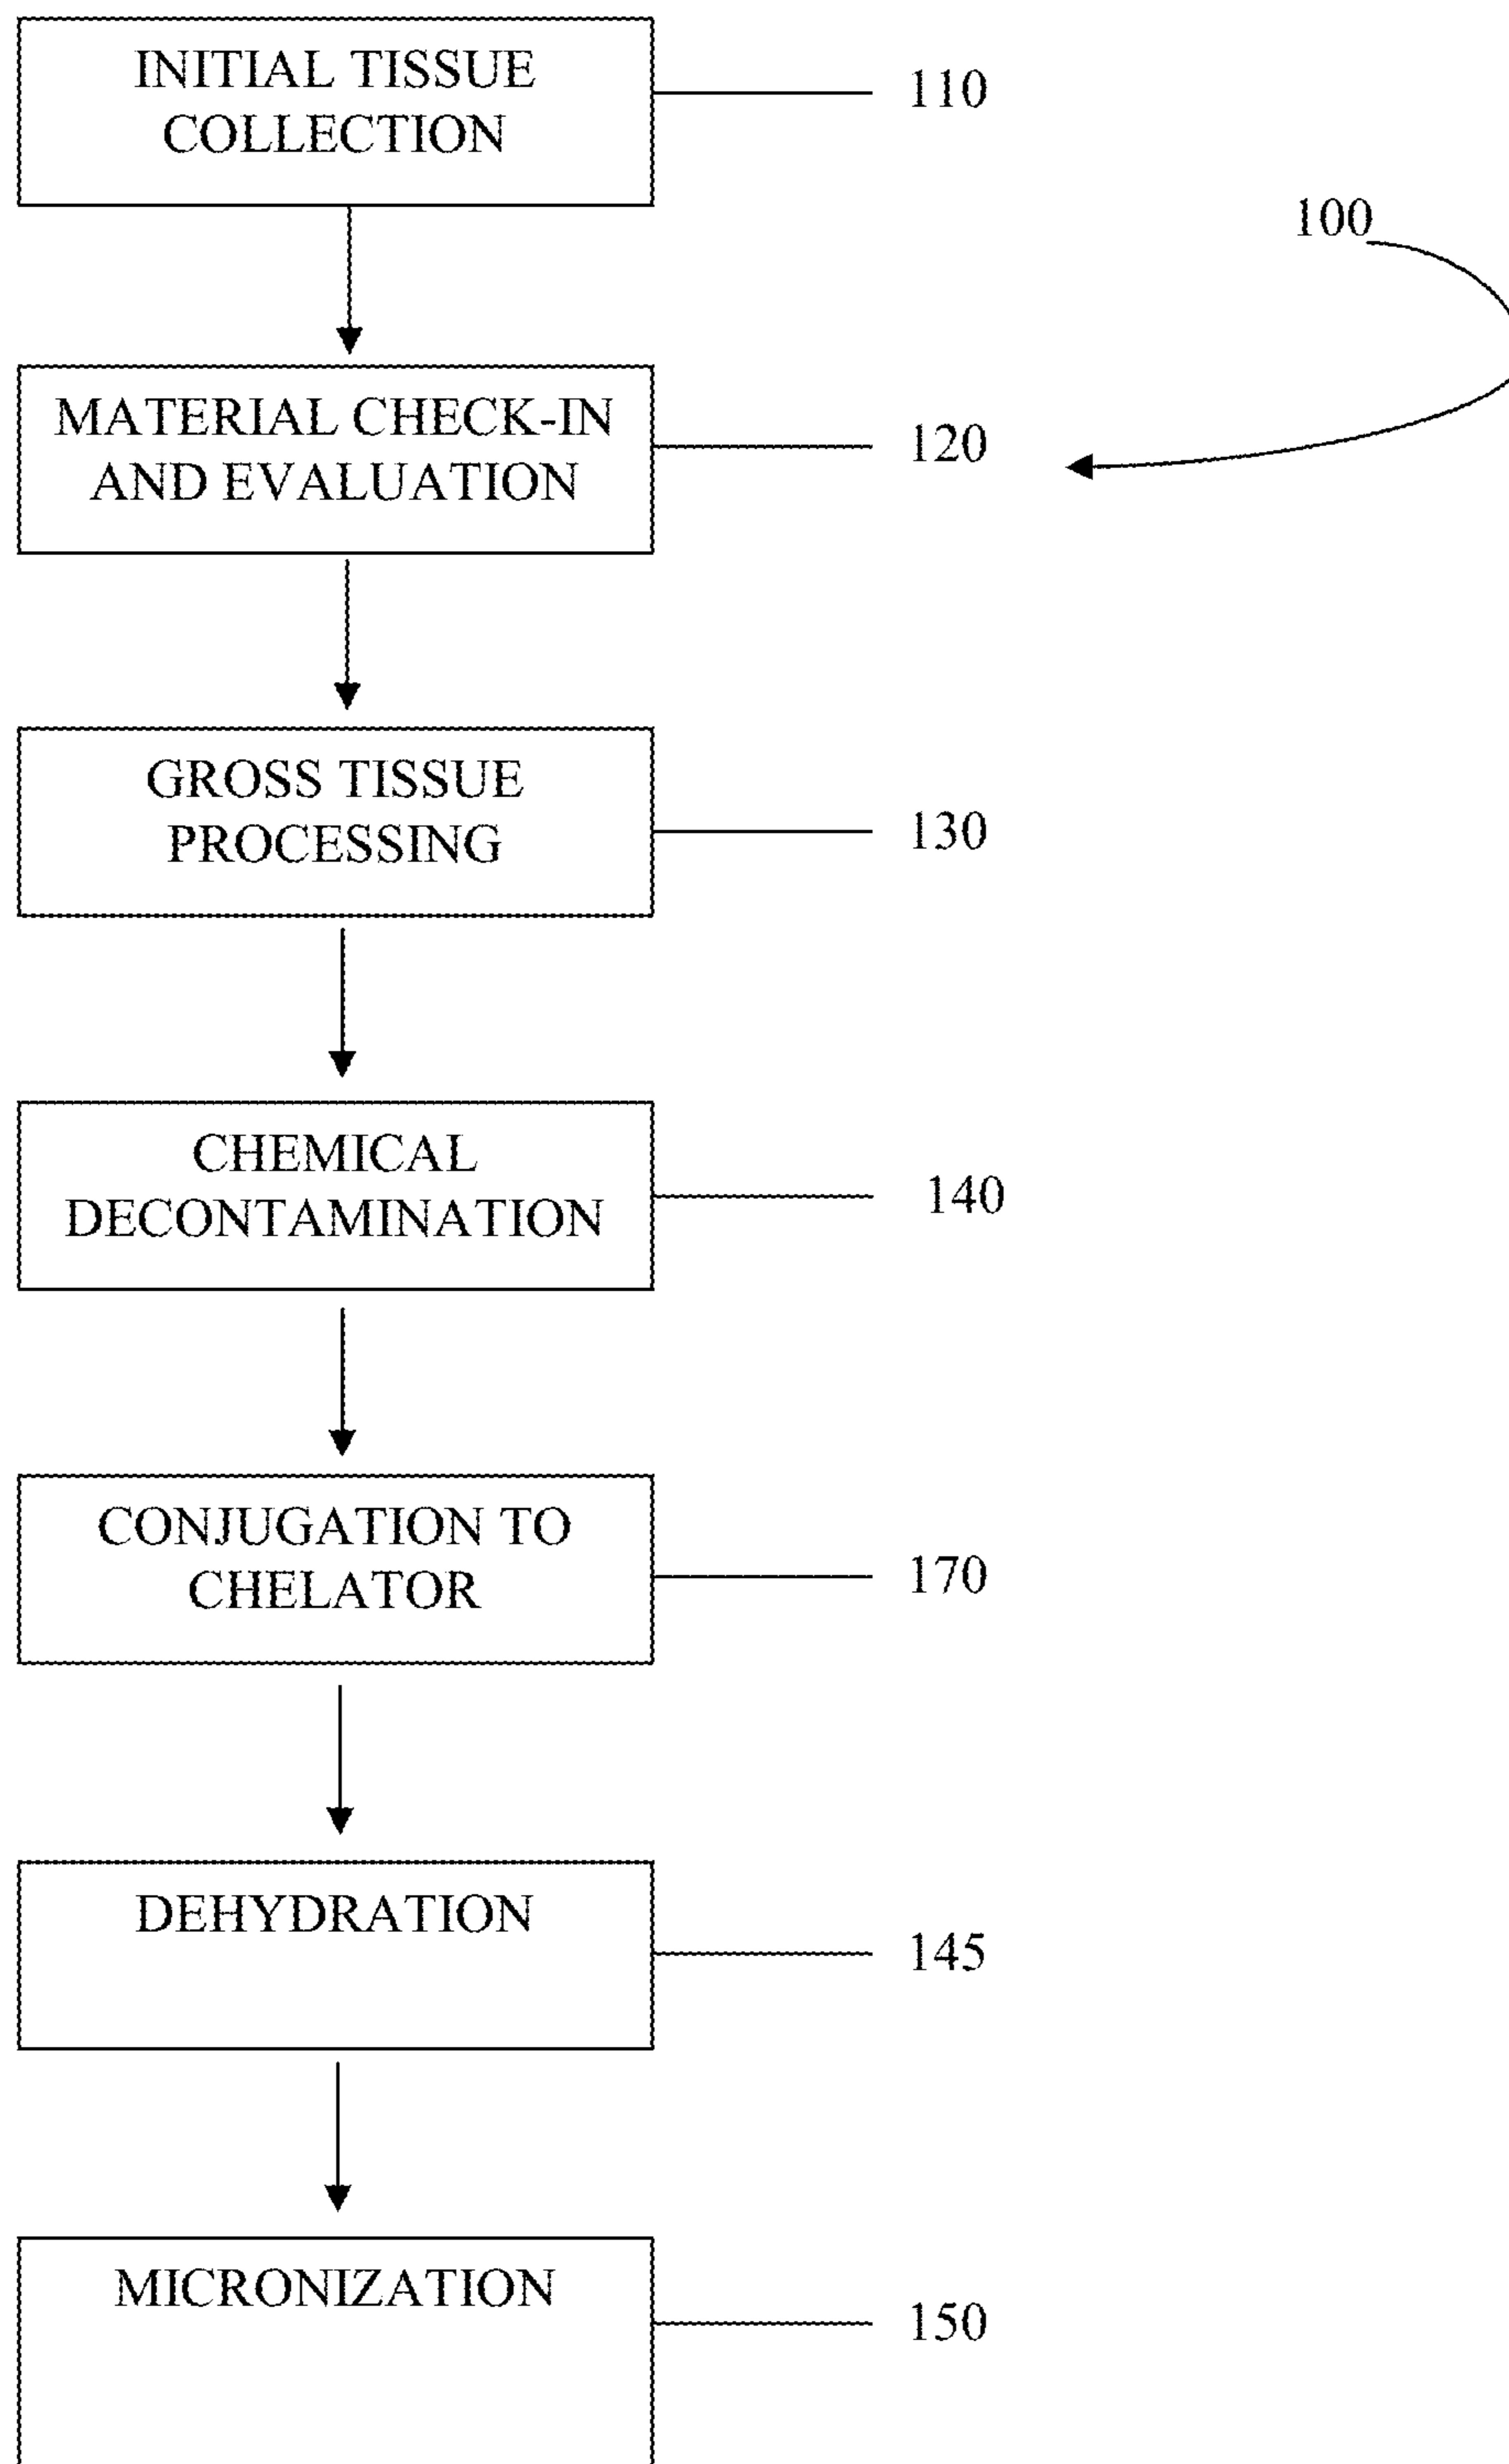 INITIAL TISSUE
COLLECTION
110
100
MATERIAL CHECK-IN
AND EVALUATION
120
GROSS TISSUE
PROCESSING
130
CHEMICAL
DECONTAMINATION
140
CONJUGATION TO
CHELATOR
170
DEHYDRATION
145
MICRONIZATION
150